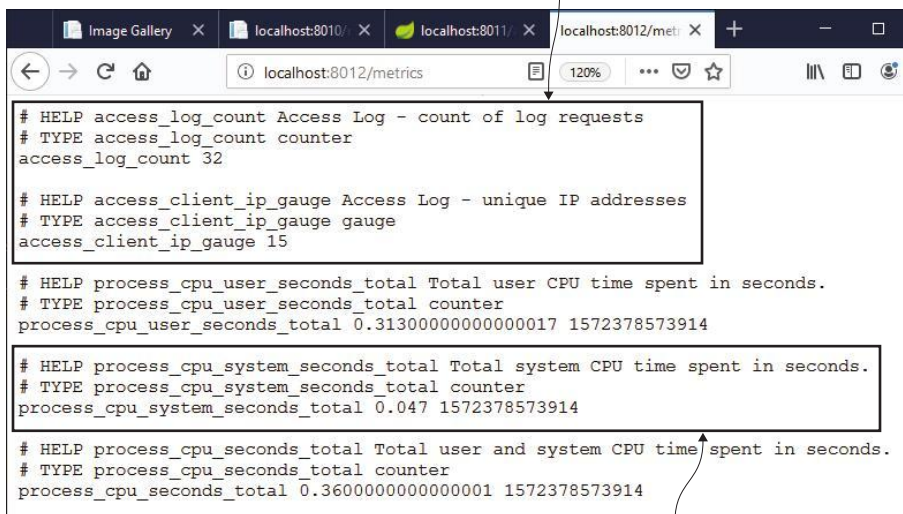 Image Gallery
localhost:8010/
localhost:8011/
localhost:8012/met
localhost:8012/metrics
120%
# HELP access_log_count Access Log - count of log requests
# TYPE access_log_count counter
access_log_count 32
# HELP access_client_ip_gauge Access Log - unique IP addresses
# TYPE access_client_ip_gauge gauge
access_client_ip_gauge 15
# HELP process_cpu_user_seconds_total Total user CPU time spent in seconds.
# TYPE process_cpu_user_seconds_total counter
process_cpu_user_seconds_total 0.31300000000000017 1572378573914
# HELP process_cpu_system_seconds_total Total system CPU time spent in seconds.
# TYPE process_cpu_system_seconds_total counter
process_cpu_system_seconds_total 0.047 1572378573914
# HELP process_cpu_seconds_total Total user and system CPU time spent in seconds.
# TYPE process_cpu_seconds_total counter
process_cpu_seconds_total 0.3600000000000001 1572378573914